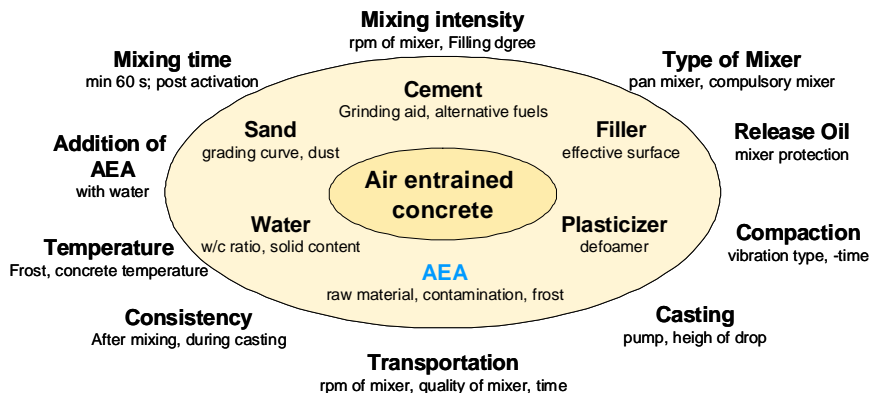 Mixing intensity
rpm of mixer, Filling dgree
Mixing time
min 60 s; post activation
Type of Mixer
pan mixer, compulsory mixer
Cement
Grinding aid, alternative fuels
Sand
grading curve, dust
Filler
effective surface
Release Oil
mixer protection
Addition of
AEA
with water
Air entrained
concrete
Water
w/c ratio, solid content
Plasticizer
defoamer
Compaction
vibration type, -time
Temperature
Frost, concrete temperature
AEA
raw material, contamination, frost
Consistency
After mixing, during casting
Casting
pump, heigh of drop
Transportation
rpm of mixer, quality of mixer, time